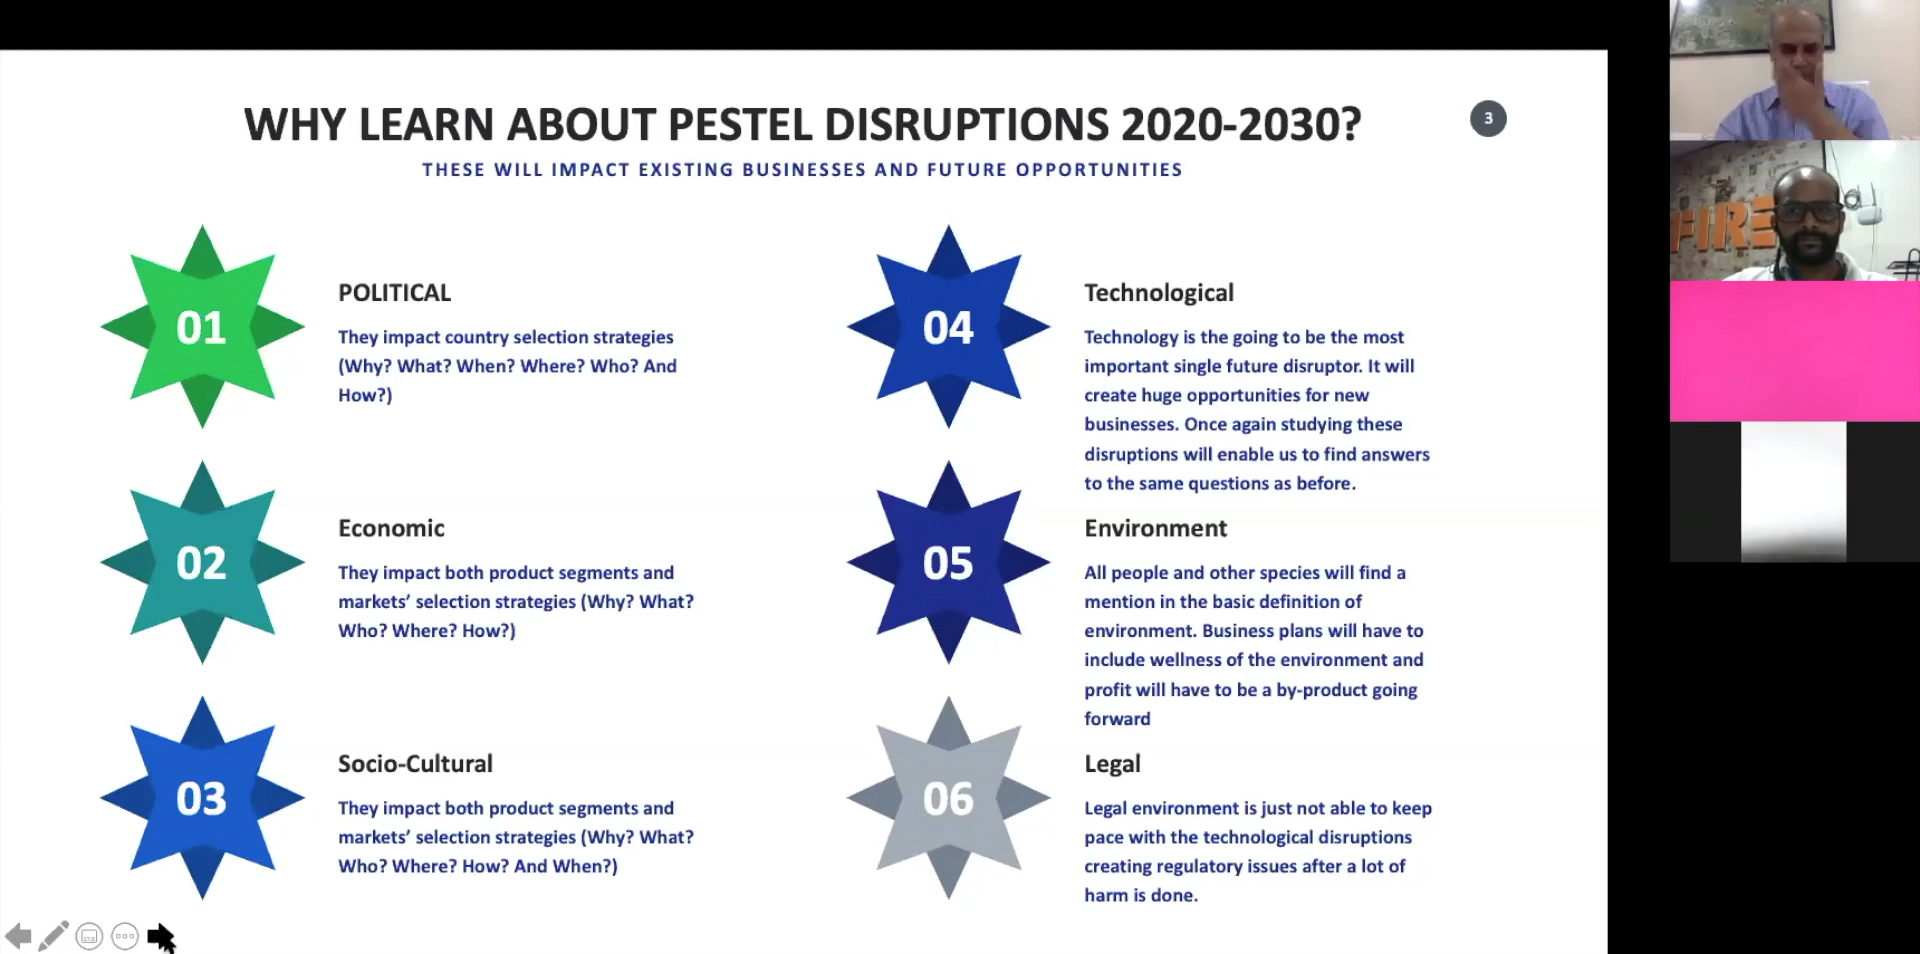 WHY LEARN ABOUT PESTEL DISRUPTIONS 2020-2030?
3
THESE WILL IMPACT EXISTING BUSINESSES AND FUTURE OPPORTUNITIES
01
POLITICAL
They impact country selection strategies
(Why? What? When? Where? Who? And
How?)
02
Economic
They impact both product segments and
markets’ selection strategies (Why? What?
Who? Where? How?)
03
Socio-Cultural
They impact both product segments and
markets’ selection strategies (Why? What?
Who? Where? How? And When?)
04
Technological
Technology is the going to be the most
important single future disruptor. It will
create huge opportunities for new
businesses. Once again studying these
disruptions will enable us to find answers
to the same questions as before.
05
Environment
All people and other species will find a
mention in the basic definition of
environment. Business plans will have to
include wellness of the environment and
profit will have to be a by-product going
forward
06
Legal
Legal environment is just not able to keep
pace with the technological disruptions
creating regulatory issues after a lot of
harm is done.
FIRE